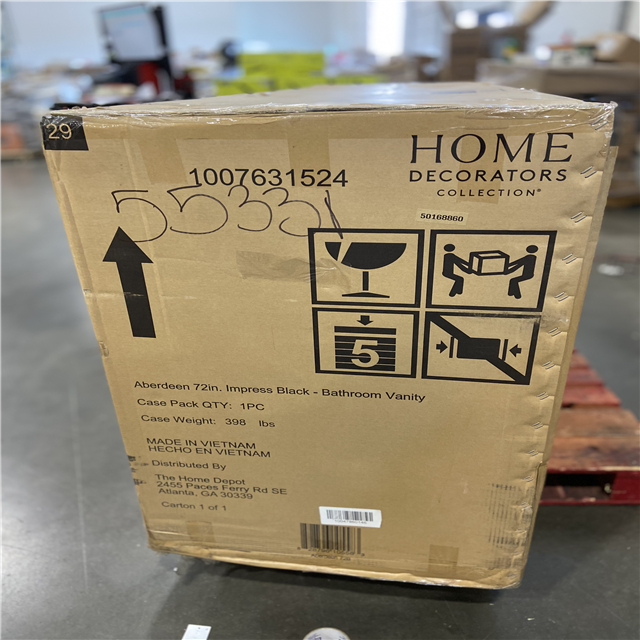 29
HOME
DECORATORS
COLLECTION®
1007631524
55331
50168860
5
Aberdeen 72in. Impress Black - Bathroom Vanity
Case Pack QTY: 1PC
Case Weight: 398 lbs
MADE IN VIETNAM
HECHO EN VIETNAM
Distributed By
The Home Depot
2455 Paces Ferry Rd SE
Atlanta, GA 30339
Carton 1 of 1